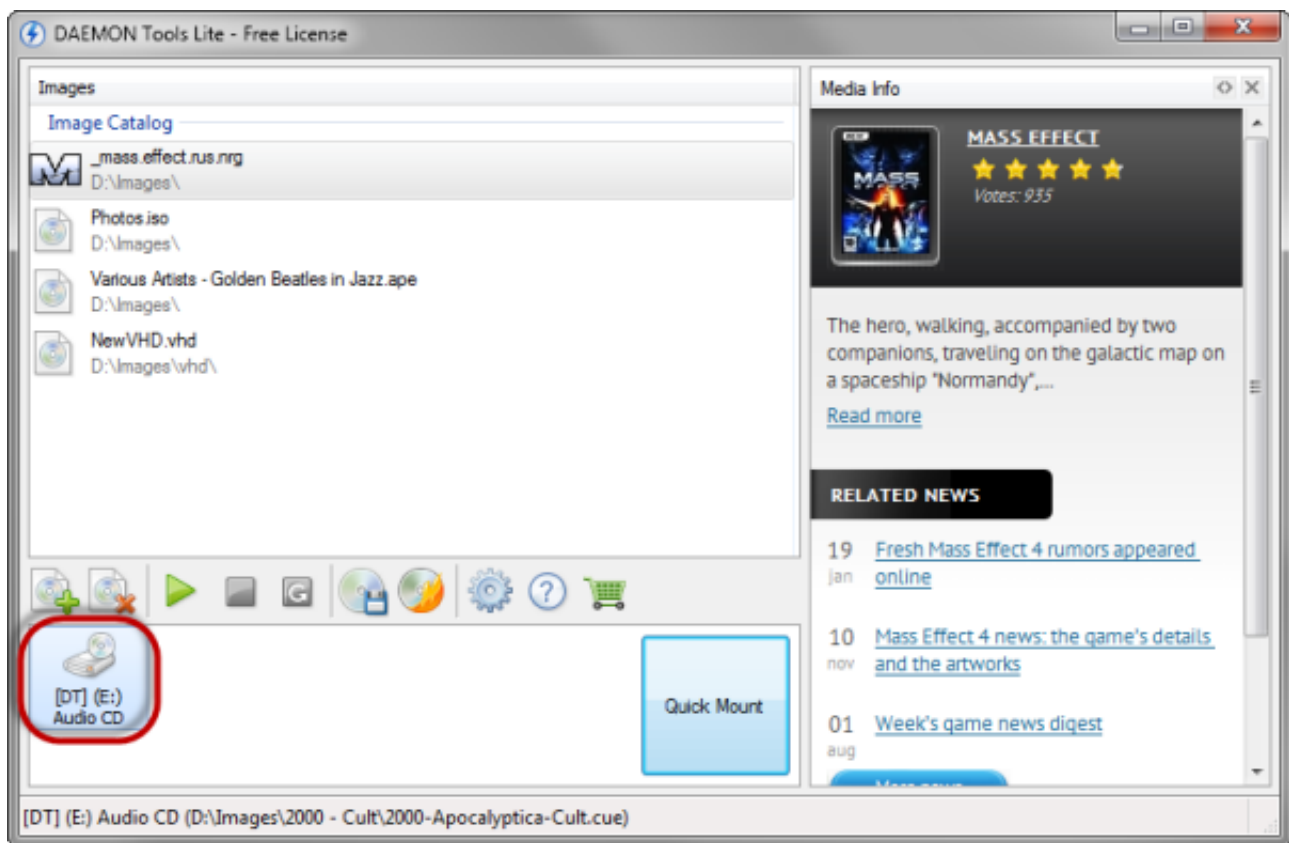 DAEMON Tools Lite - Free License
Images
Image Catalog
_mass.effect.rus.nrg
D:\Images\
Photos.iso
D:\Images\
Various Artists - Golden Beatles in Jazz.ape
D:\Images\
NewVHD.vhd
D:\Images\vhd\
G
?
[DT] (E:)
Audio CD
Quick Mount
[DT] (E:) Audio CD (D:\Images\2000 - Cult\2000-Apocalyptica-Cult.cue)
Media Info
MASS EFFECT
Votes: 935
MASS
The hero, walking, accompanied by two
companions, traveling on the galactic map on
a spaceship "Normandy",...
Read more
RELATED NEWS
19 Fresh Mass Effect 4 rumors appeared
jan online
10 Mass Effect 4 news: the game's details
nov and the artworks
01 Week's game news digest
aug
More news